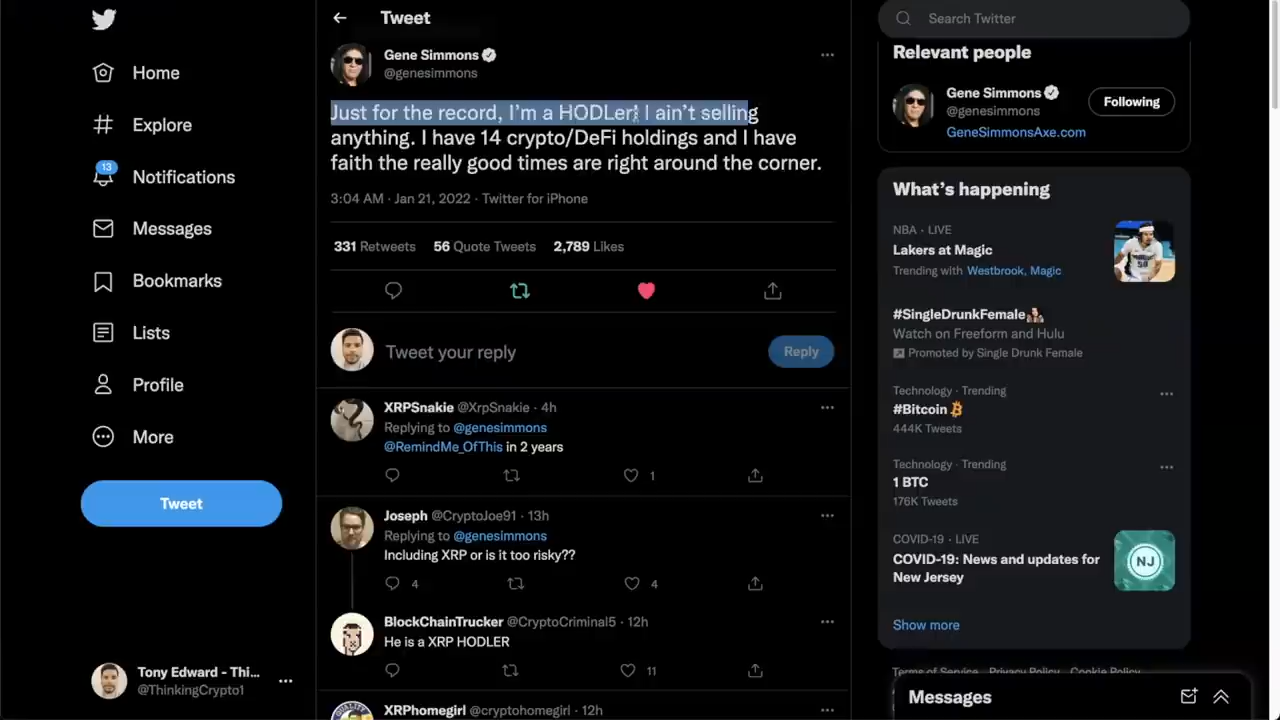 Home
Explore
13
Notifications
Messages
Bookmarks
Lists
Profile
More
Tweet
Tony Edward - Thi...
@ThinkingCrypto1
Tweet
Gene Simmons
@genesimmons
Just for the record, I'm a HODLer! I ain't selling
anything. I have 14 crypto/DeFi holdings and I have
faith the really good times are right around the corner.
3:04 AM · Jan 21, 2022 · Twitter for iPhone
331 Retweets 56 Quote Tweets 2,789 Likes
Tweet your reply
Reply
XRPSnakie @XrpSnakie · 4h
Replying to @genesimmons
@RemindMe_OfThis in 2 years
1
Joseph @CryptoJoe91 · 13h
Replying to @genesimmons
Including XRP or is it too risky??
4 4
BlockChainTrucker @CryptoCriminal5 · 12h
He is a XRP HODLER
11
XRPhomegirl @cryptohomegirl · 12h
Search Twitter
Relevant people
Gene Simmons
@genesimmons
Following
GeneSimmonsAxe.com
What's happening
NBA · LIVE
Lakers at Magic
Trending with Westbrook, Magic
#SingleDrunkFemale
Watch on Freeform and Hulu
Promoted by Single Drunk Female
Technology · Trending
#Bitcoin
444K Tweets
Technology · Trending
1 BTC
176K Tweets
COVID-19 · LIVE
COVID-19: News and updates for
New Jersey
NJ
Show more
Terms of Service Privacy Policy Cookie Policy
Messages